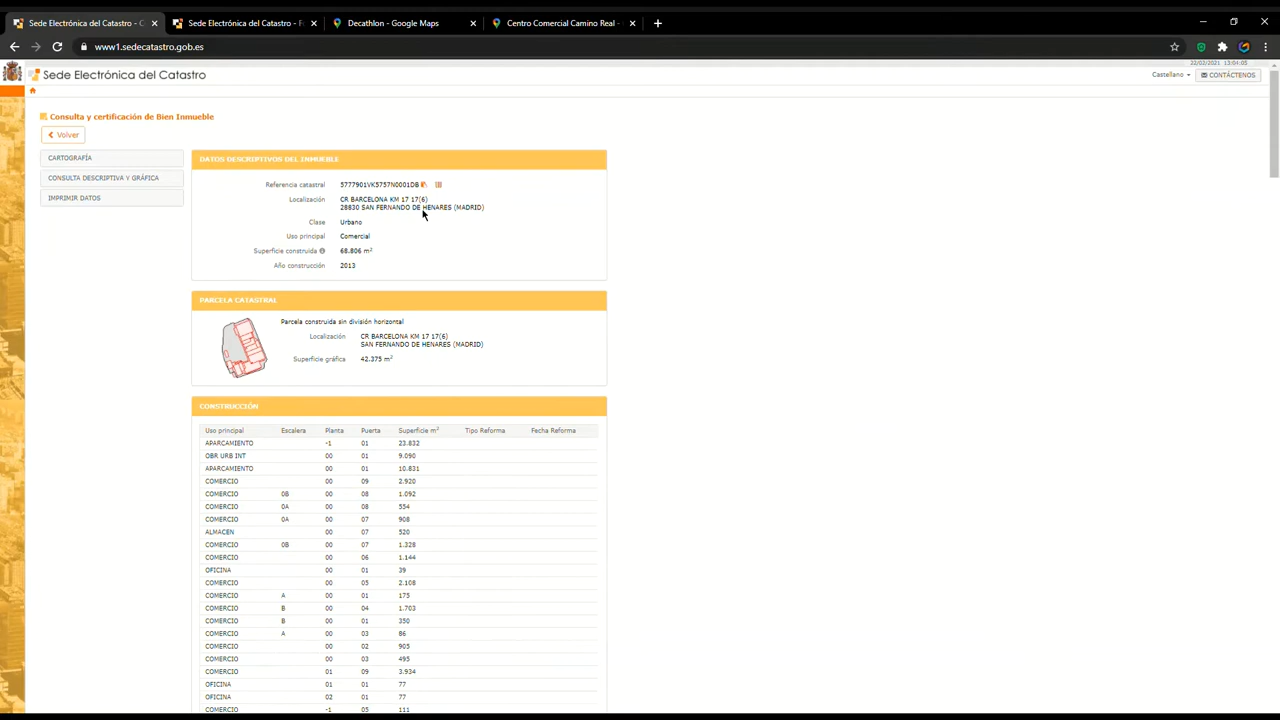 Sede Electrónica del Catastro - C
Sede Electrónica del Catastro - Fo
Decathlon - Google Maps
Centro Comercial Camino Real -
www1.sedecatastro.gob.es
22/02/2021 13:04:05
Sede Electrónica del Catastro
Castellano
CONTÁCTENOS
Consulta y certificación de Bien Inmueble
Volver
CARTOGRAFÍA
CONSULTA DESCRIPTIVA Y GRÁFICA
IMPRIMIR DATOS
DATOS DESCRIPTIVOS DEL INMUEBLE
Referencia catastral 5777901VK5757N0001DB
Localización CR BARCELONA KM 17 17(6)
28830 SAN FERNANDO DE HENARES (MADRID)
Clase Urbano
Uso principal Comercial
Superficie construida 68.806 m²
Año construcción 2013
PARCELA CATASTRAL
Parcela construida sin división horizontal
Localización CR BARCELONA KM 17 17(6)
SAN FERNANDO DE HENARES (MADRID)
Superficie gráfica 42.375 m²
CONSTRUCCIÓN
Uso principal Escalera Planta Puerta Superficie m² Tipo Reforma Fecha Reforma
APARCAMIENTO -1 01 23.832
OBR URB INT 00 01 9.090
APARCAMIENTO 00 01 10.831
COMERCIO 00 09 2.920
COMERCIO 0B 00 08 1.092
COMERCIO 0A 00 08 554
COMERCIO 0A 00 07 908
ALMACEN 00 07 520
COMERCIO 0B 00 07 1.328
COMERCIO 00 06 1.144
OFICINA 00 01 39
COMERCIO 00 05 2.108
COMERCIO A 00 01 175
COMERCIO B 00 04 1.703
COMERCIO B 00 01 350
COMERCIO A 00 03 86
COMERCIO 00 02 905
COMERCIO 00 03 495
COMERCIO 01 09 3.934
OFICINA 01 01 77
OFICINA 02 01 77
COMERCIO -1 05 111